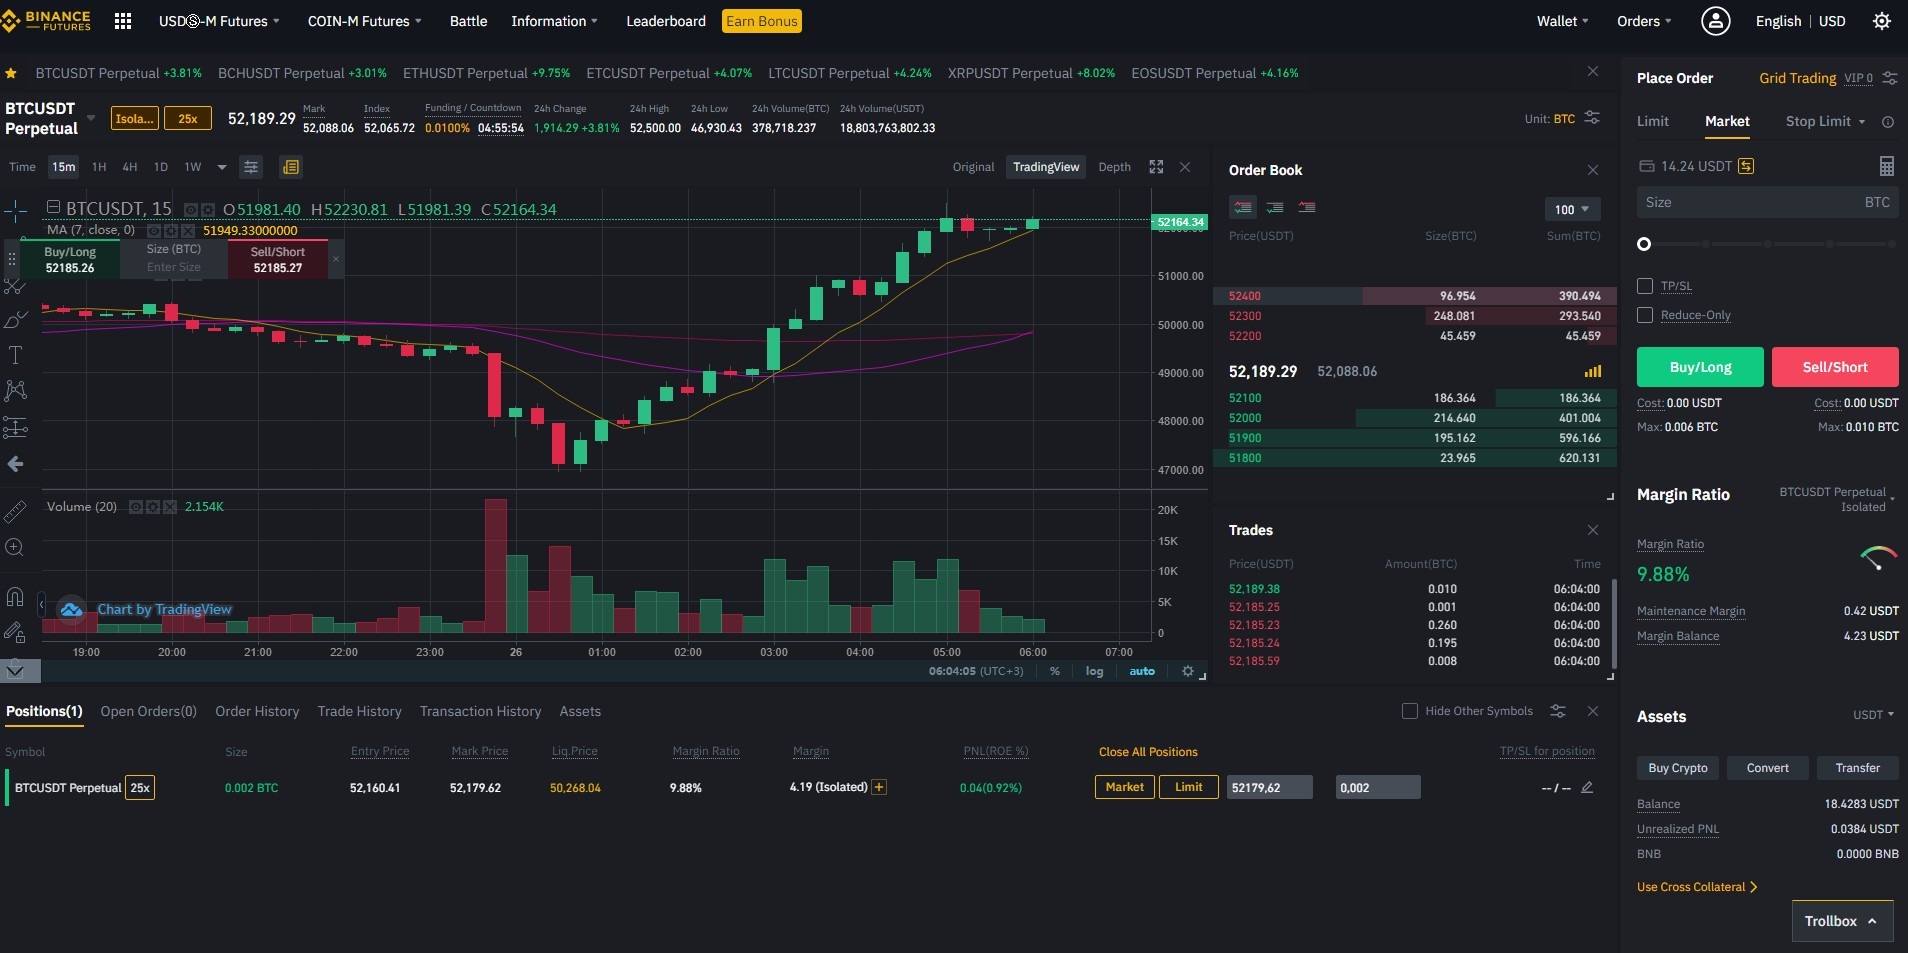 BINANCE
FUTURES
USDⓈ-M Futures
COIN-M Futures
Battle
Information
Leaderboard
Earn Bonus
Wallet
Orders
English | USD
BTCUSDT Perpetual +3.81%
BCHUSDT Perpetual +3.01%
ETHUSDT Perpetual +9.75%
ETCUSDT Perpetual +4.07%
LTCUSDT Perpetual +4.24%
XRPUSDT Perpetual +8.02%
EOSUSDT Perpetual +4.16%
BTCUSDT
Perpetual
Isola...
25x
52,189.29
Mark
52,088.06
Index
52,065.72
Funding / Countdown
0.0100% 04:55:54
24h Change
1,914.29 +3.81%
24h High
52,500.00
24h Low
46,930.43
24h Volume(BTC)
378,718.237
24h Volume(USDT)
18,803,763,802.33
Unit: BTC
Time 15m 1H 4H 1D 1W
Original TradingView Depth
BTCUSDT, 15 O51981.40 H52230.81 L51981.39 C52164.34
MA (7, close, 0) 51949.33000000
Buy/Long
52185.26
Size (BTC)
Enter Size
Sell/Short
52185.27
52164.34
51000.00
50000.00
49000.00
48000.00
47000.00
Volume (20) 2.154K
20K
15K
10K
5K
0
Chart by TradingView
19:00 20:00 21:00 22:00 23:00 26 01:00 02:00 03:00 04:00 05:00 06:00 07:00
06:04:05 (UTC+3) % log auto
Order Book
100
Price(USDT) Size(BTC) Sum(BTC)
52400 96.954 390.494
52300 248.081 293.540
52200 45.459 45.459
52,189.29 52,088.06
52100 186.364 186.364
52000 214.640 401.004
51900 195.162 596.166
51800 23.965 620.131
Trades
Price(USDT) Amount(BTC) Time
52,189.38 0.010 06:04:00
52,185.25 0.001 06:04:00
52,185.23 0.260 06:04:00
52,185.24 0.195 06:04:00
52,185.59 0.008 06:04:00
Place Order
Grid Trading VIP 0
Limit Market Stop Limit
14.24 USDT
Size BTC
TP/SL
Reduce-Only
Buy/Long Sell/Short
Cost: 0.00 USDT Cost: 0.00 USDT
Max: 0.006 BTC Max: 0.010 BTC
Margin Ratio
BTCUSDT Perpetual
Isolated
Margin Ratio
9.88%
Maintenance Margin 0.42 USDT
Margin Balance 4.23 USDT
Assets USDT
Buy Crypto Convert Transfer
Balance 18.4283 USDT
Unrealized PNL 0.0384 USDT
BNB 0.0000 BNB
Use Cross Collateral
Trollbox
Positions(1) Open Orders(0) Order History Trade History Transaction History Assets
Hide Other Symbols
Symbol Size Entry Price Mark Price Liq.Price Margin Ratio Margin PNL(ROE %) Close All Positions TP/SL for position
BTCUSDT Perpetual 25x 0.002 BTC 52,160.41 52,179.62 50,268.04 9.88% 4.19 (Isolated) 0.04(0.92%) Market Limit 52179,62 0,002 -- / --